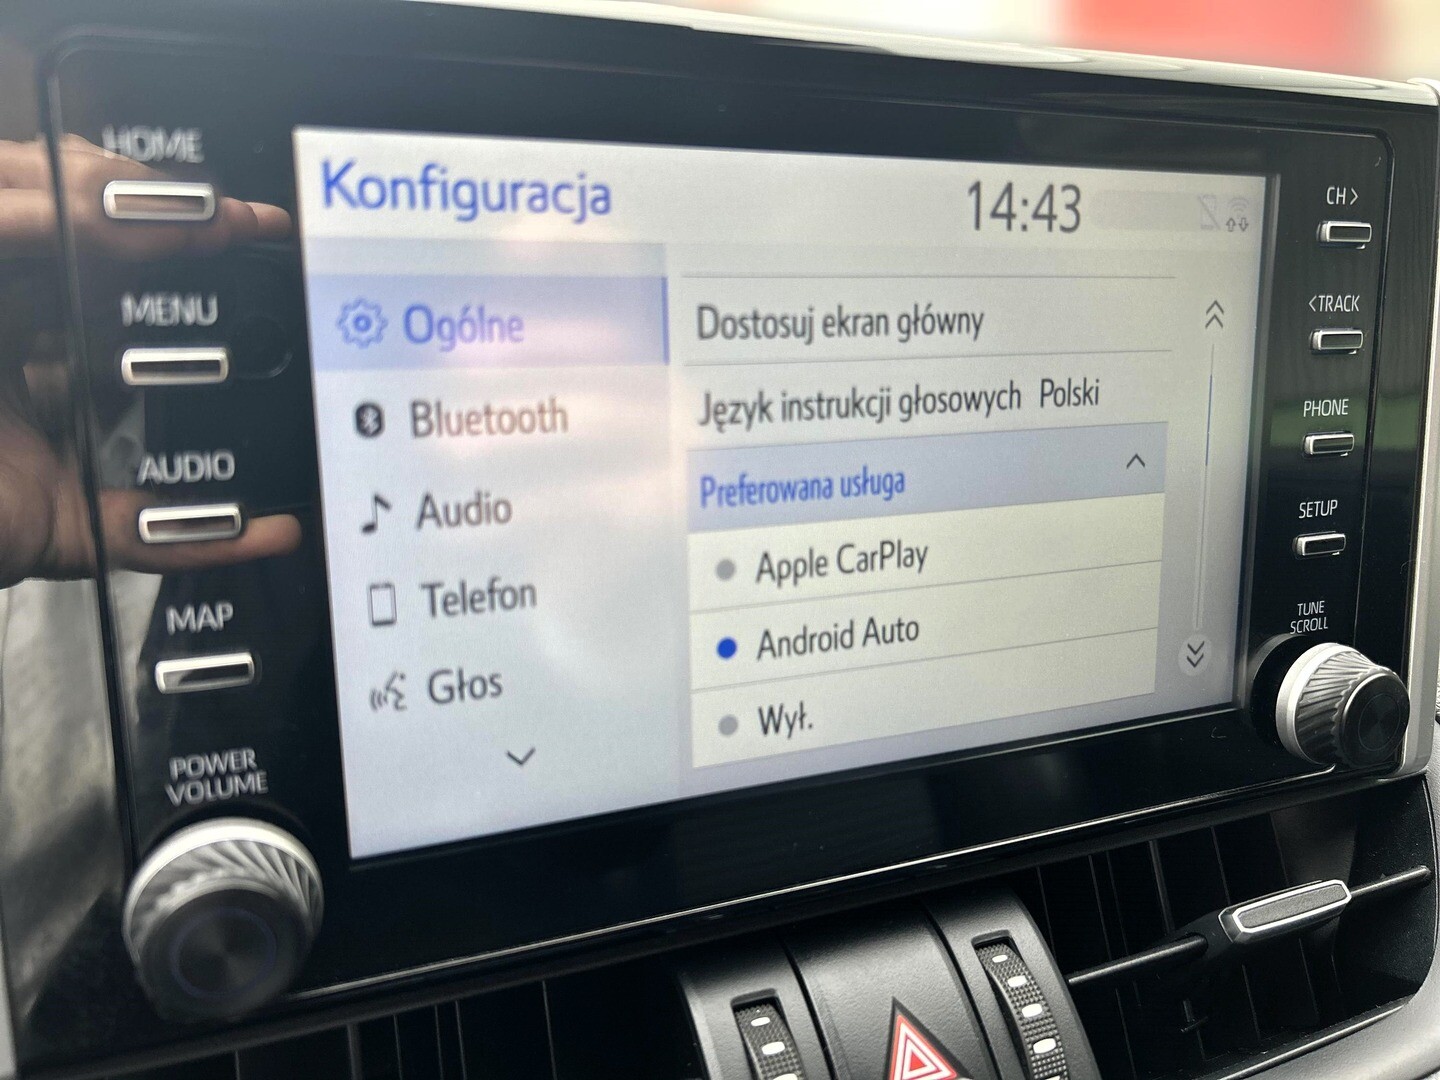 HOME
MENU
AUDIO
MAP
POWER
VOLUME
Konfiguracja
14:43
Ogólne
Bluetooth
Audio
Telefon
Głos
Dostosuj ekran główny
Język instrukcji głosowych Polski
Preferowana usługa
Apple CarPlay
Android Auto
Wył.
CH >
< TRACK
PHONE
SETUP
TUNE
SCROLL